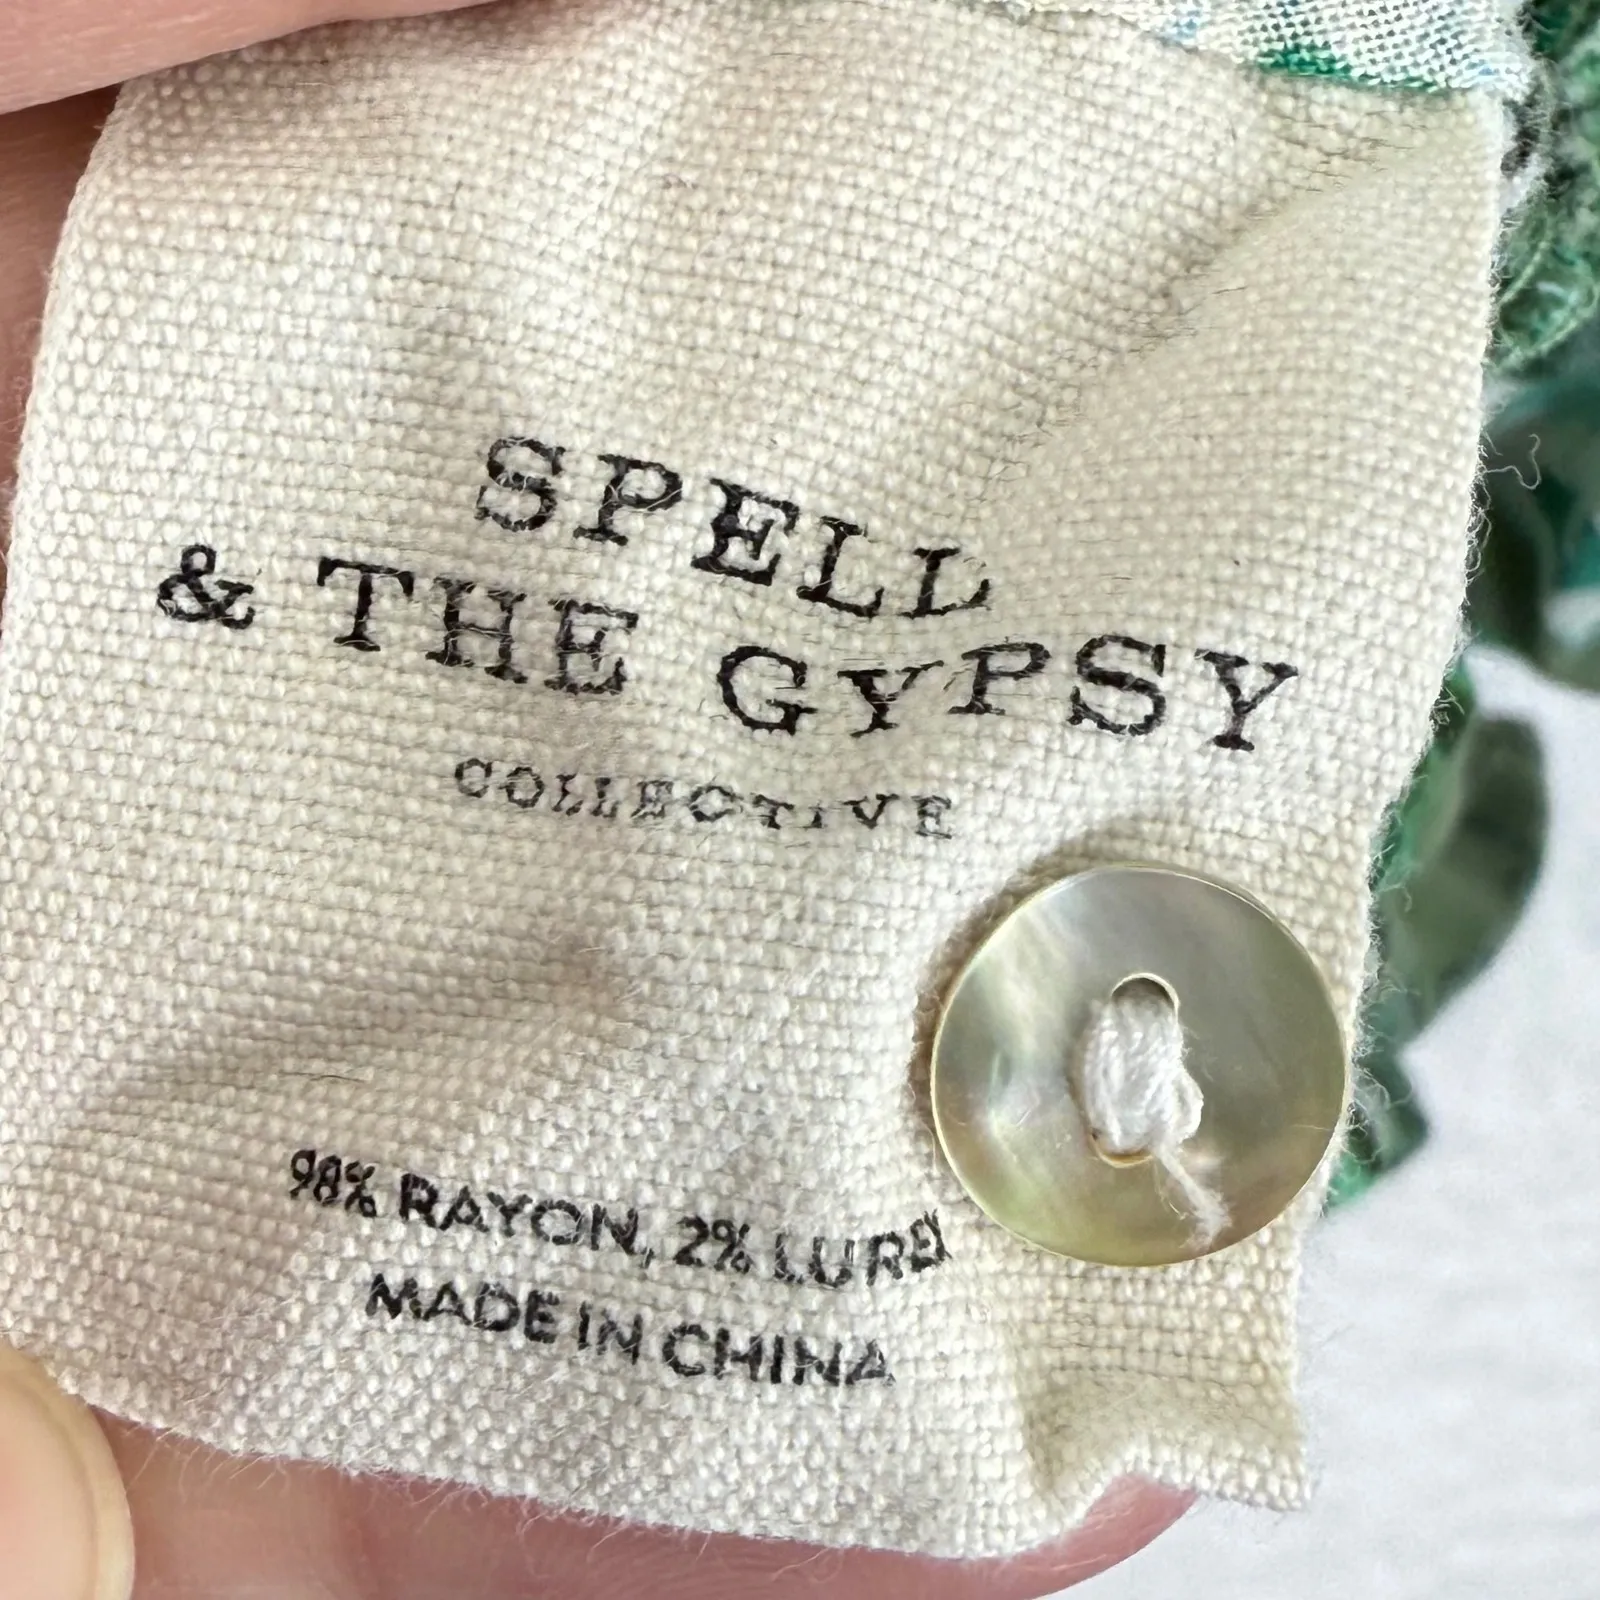 SPELL
& THE GYPSY
COLLECTIVE
98% RAYON, 2% LUREX
MADE IN CHINA